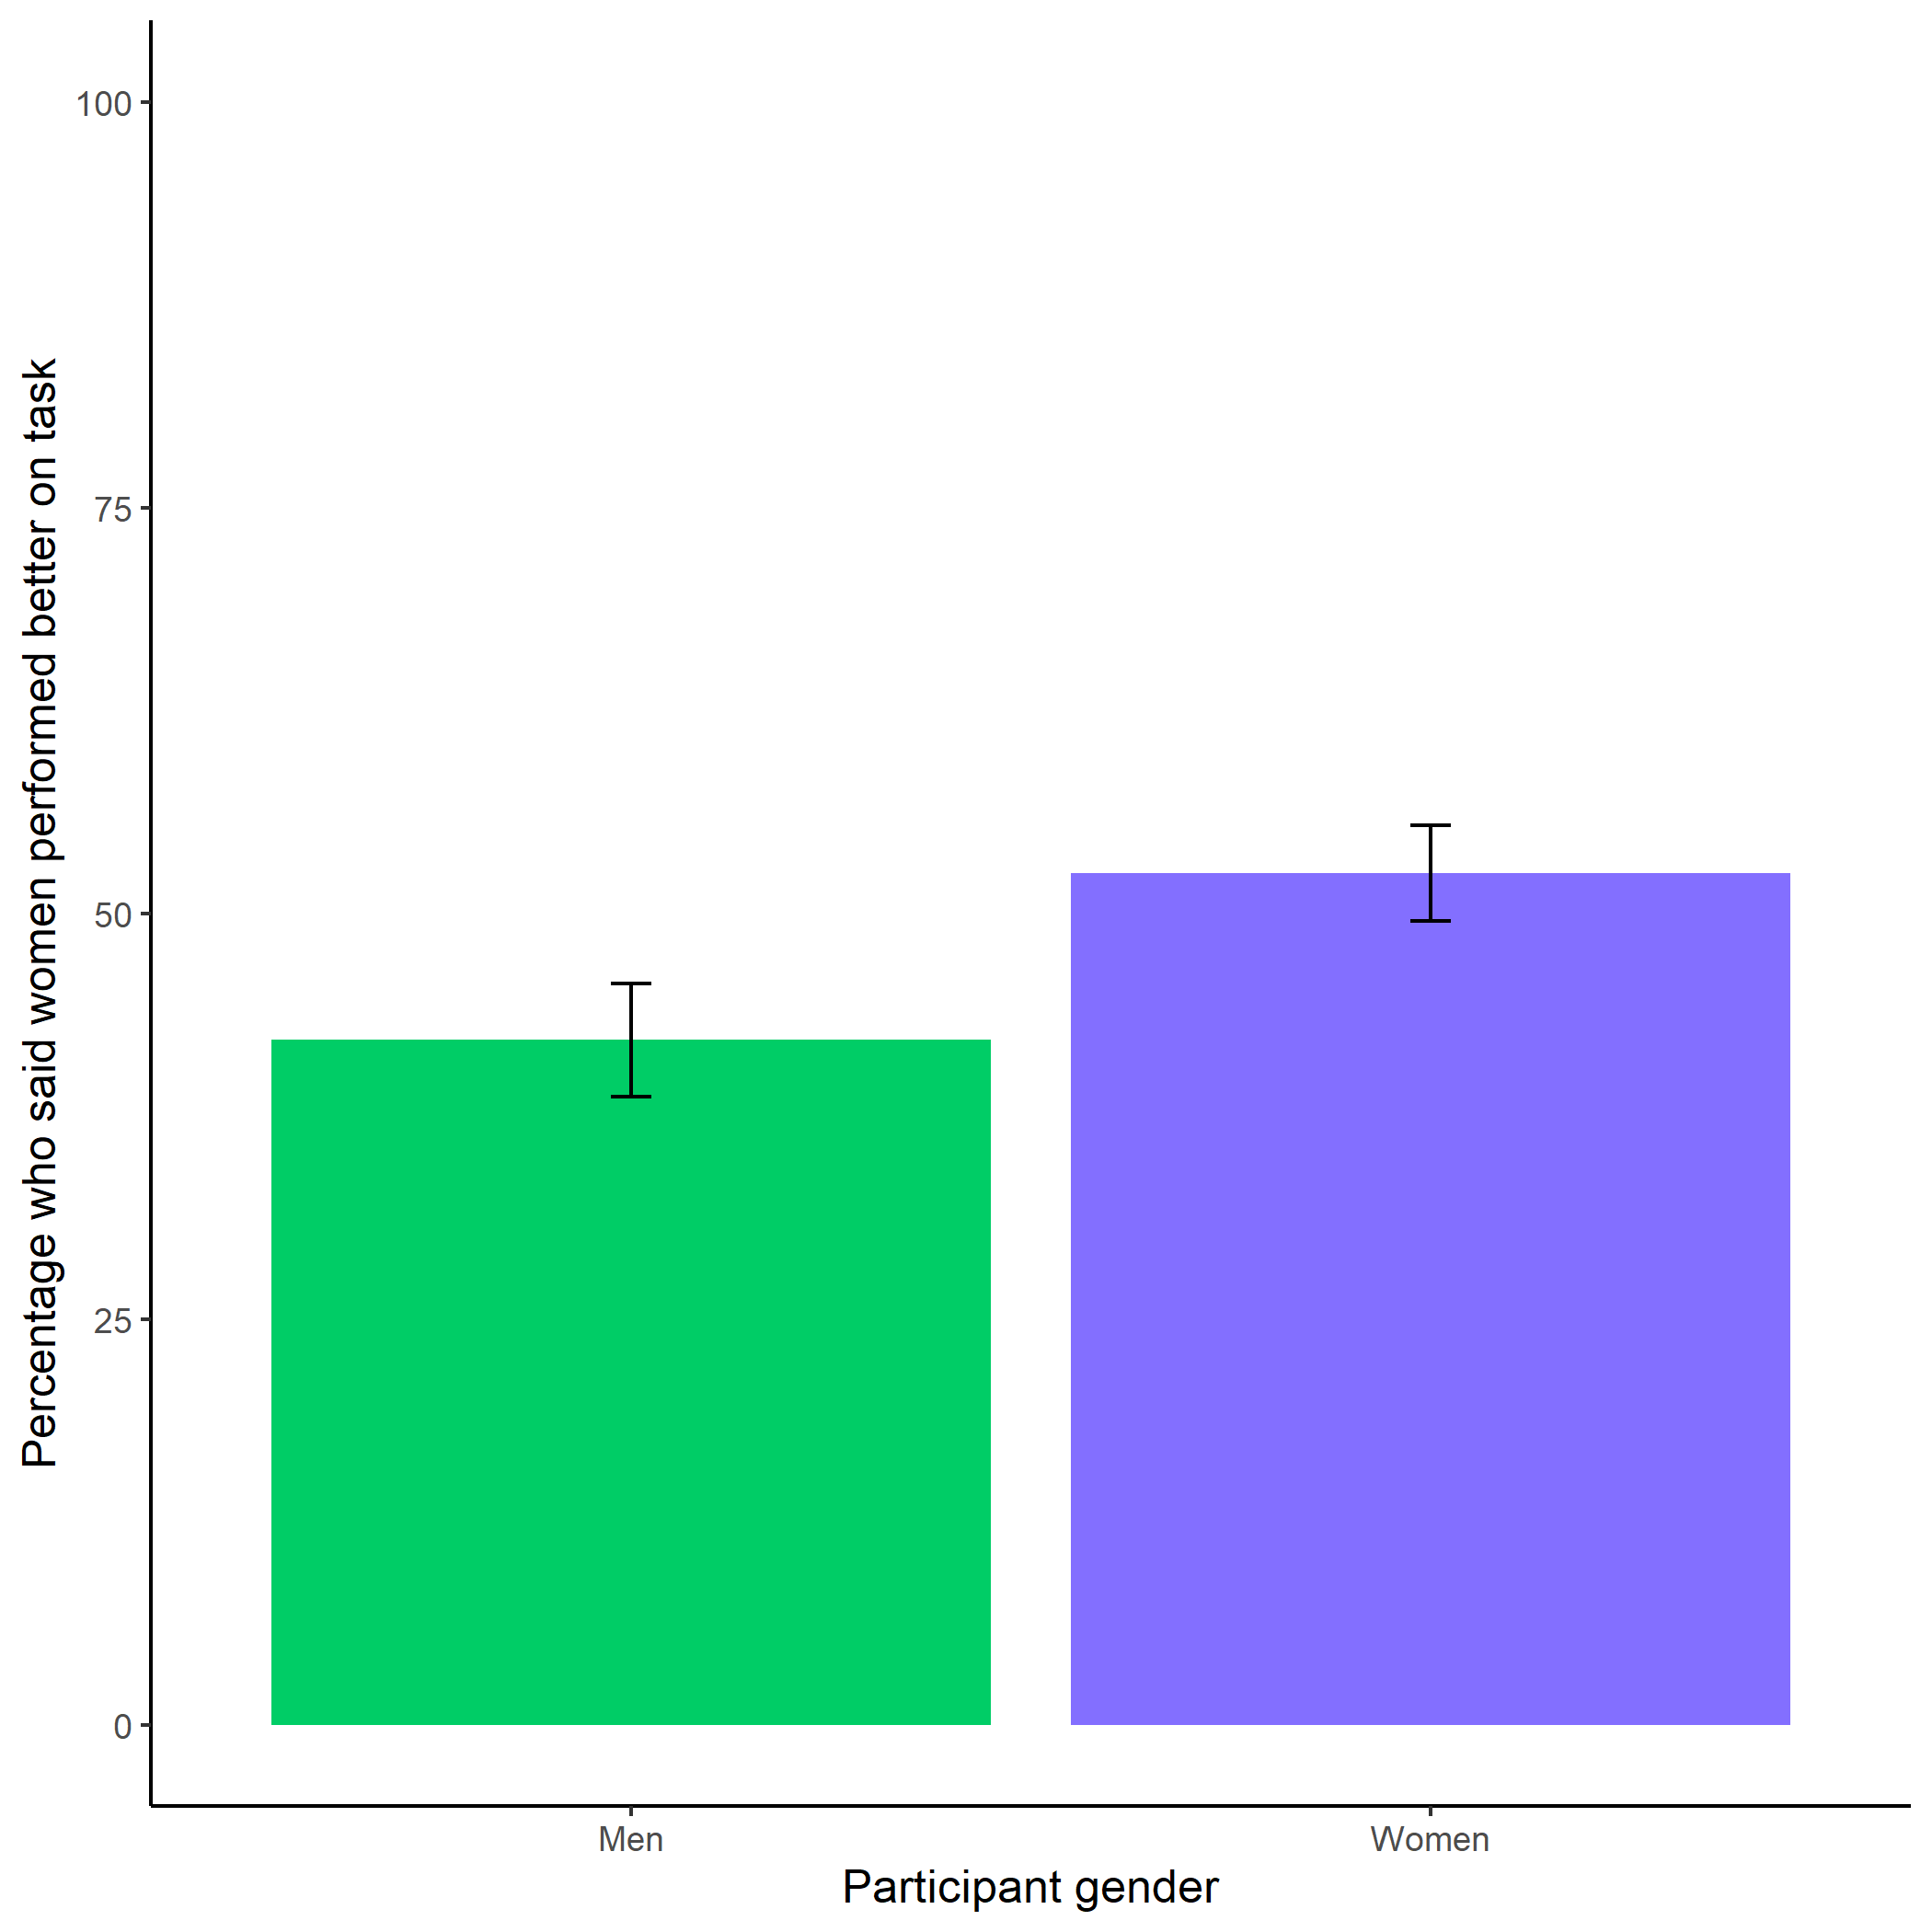 Percentage who said women performed better on task
100
75
50
25
0
Men
Women
Participant gender